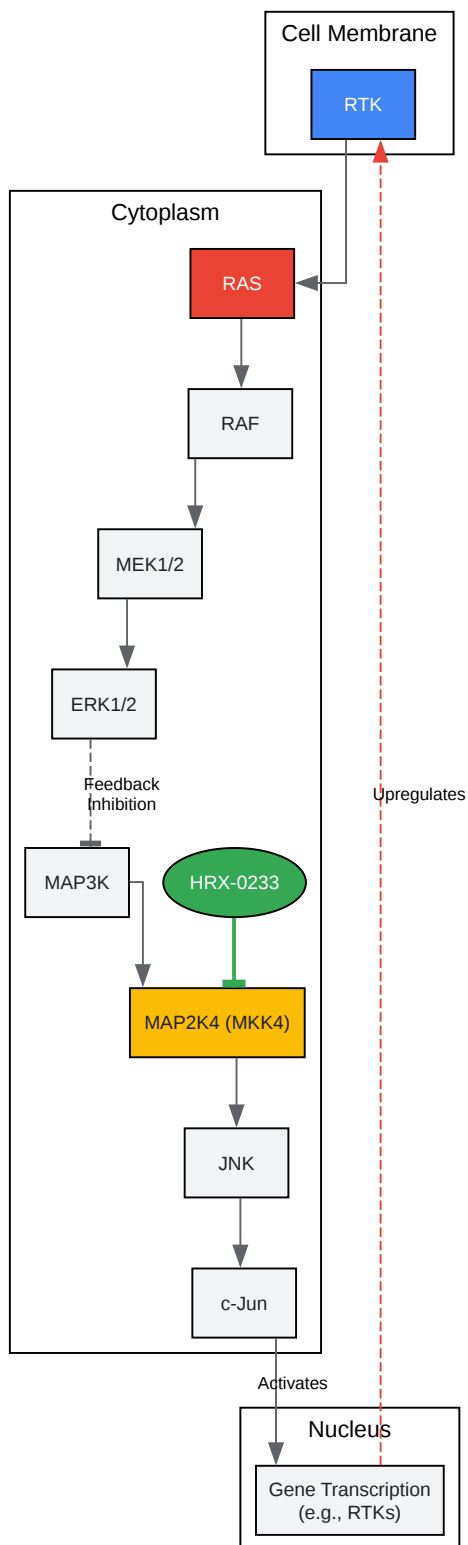 Cell Membrane
RTK
Cytoplasm
RAS
RAF
MEK1/2
ERK1/2
Feedback
Inhibition
Upregulates
MAP3K
HRX-0233
MAP2K4 (MKK4)
JNK
c-Jun
Activates
Nucleus
Gene Transcription
(e.g., RTKs)